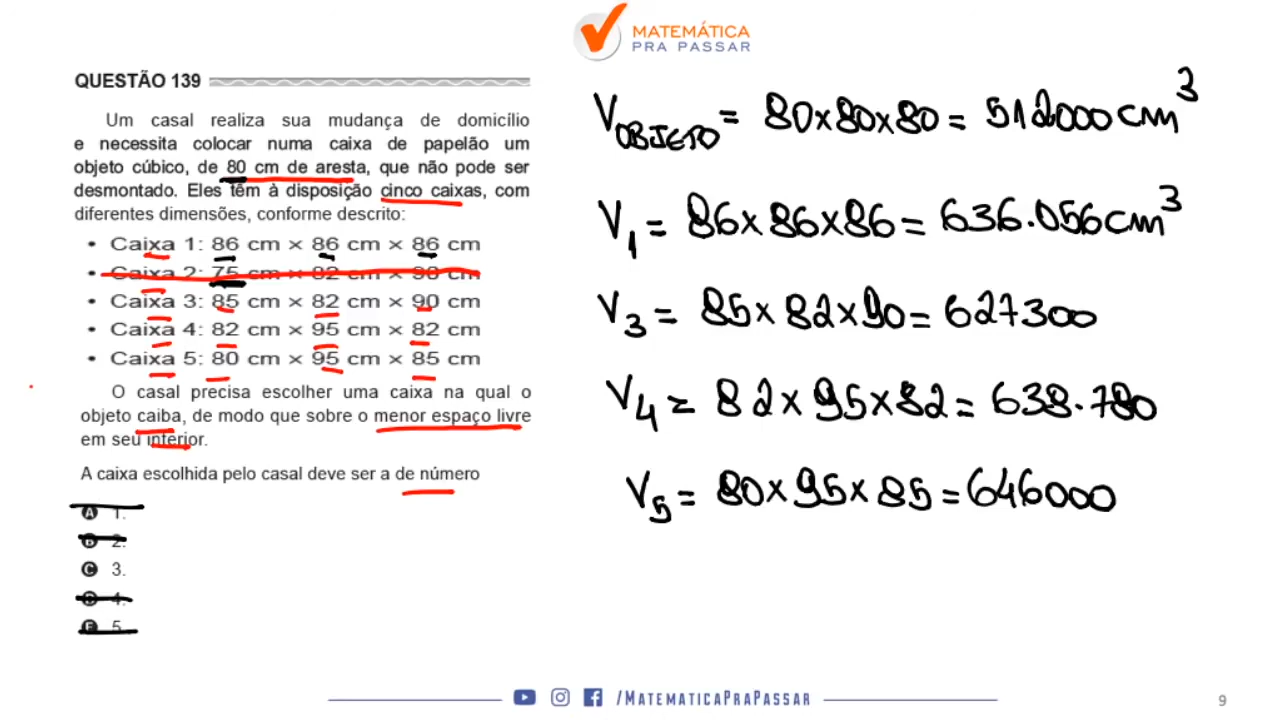 MATEMÁTICA
PRA PASSAR
QUESTÃO 139
Um casal realiza sua mudança de domicílio
e necessita colocar numa caixa de papelão um
objeto cúbico, de 80 cm de aresta, que não pode ser
desmontado. Eles têm à disposição cinco caixas, com
diferentes dimensões, conforme descrito:
• Caixa 1: 86 cm × 86 cm × 86 cm
• Caixa 2: 75 cm × 82 cm × 90 cm
• Caixa 3: 85 cm × 82 cm × 90 cm
• Caixa 4: 82 cm × 95 cm × 82 cm
• Caixa 5: 80 cm × 95 cm × 85 cm
O casal precisa escolher uma caixa na qual o
objeto caiba, de modo que sobre o menor espaço livre
em seu interior.
A caixa escolhida pelo casal deve ser a de número
A 1.
B 2.
C 3.
D 4.
E 5.
V OBJETO = 80x80x80 = 512000 cm³
V1 = 86x86x86 = 636.056 cm³
V3 = 85x82x90 = 627300
V4 = 82x95x82 = 638.780
V5 = 80x95x85 = 646000
/MATEMATICAPRAPASSAR
9